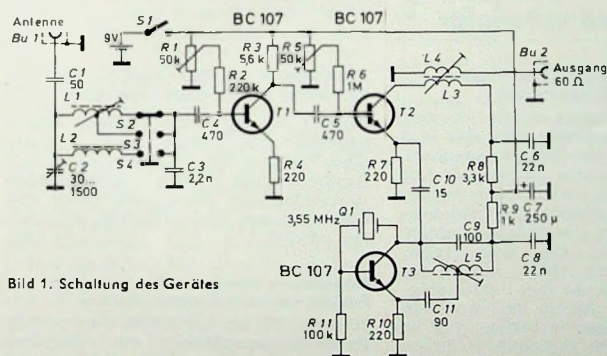 Antenne
Bu 1
9V
S1
BC 107
BC 107
R1
50k
R3
5,6k
R5
50k
R2
220k
R6
1M
L4
L3
Bu 2
Ausgang
60 Ω
C1
50
L1
S2
L2
S3
S4
C2
30...
1500
C3
2,2n
C4
470
T1
C5
470
T2
R4
220
R7
220
C10
15
R8
3,3k
C6
22n
C7
250 µ
R9
1k
C9
100
C8
22n
3,55 MHz
Q1
L5
BC 107
T3
C11
90
R11
100k
R10
220
Bild 1. Schaltung des Gerätes